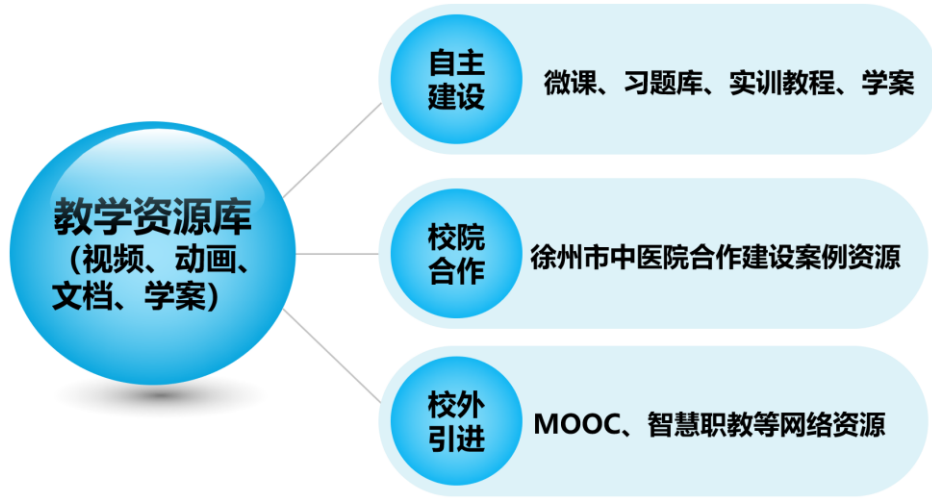 教学资源库
（视频、动画、
文档、学案）
自主
建设
微课、习题库、实训教程、学案
校院
合作
徐州市中医院合作建设案例资源
校外
引进
MOOC、智慧职教等网络资源